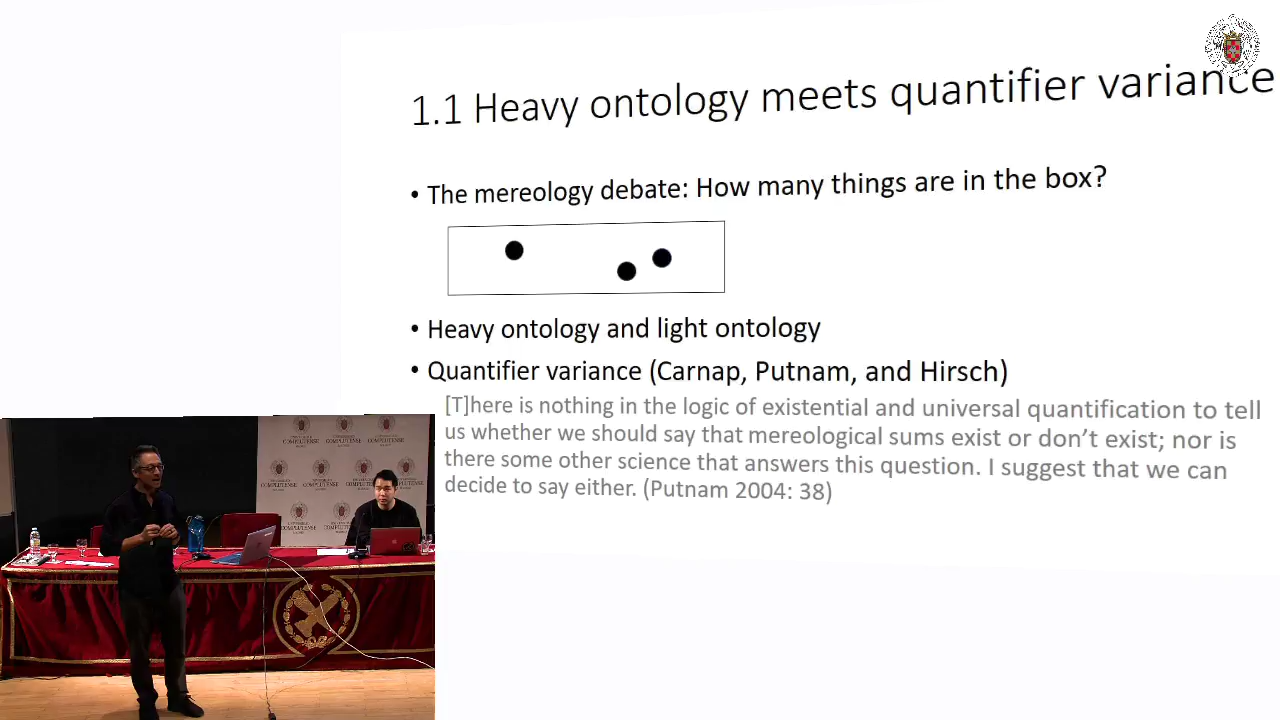 1.1 Heavy ontology meets quantifier variance
• The mereology debate: How many things are in the box?
• Heavy ontology and light ontology
• Quantifier variance (Carnap, Putnam, and Hirsch)
[T]here is nothing in the logic of existential and universal quantification to tell
us whether we should say that mereological sums exist or don't exist; nor is
there some other science that answers this question. I suggest that we can
decide to say either. (Putnam 2004: 38)
COMPLUTENSE
COMPLUTENSE